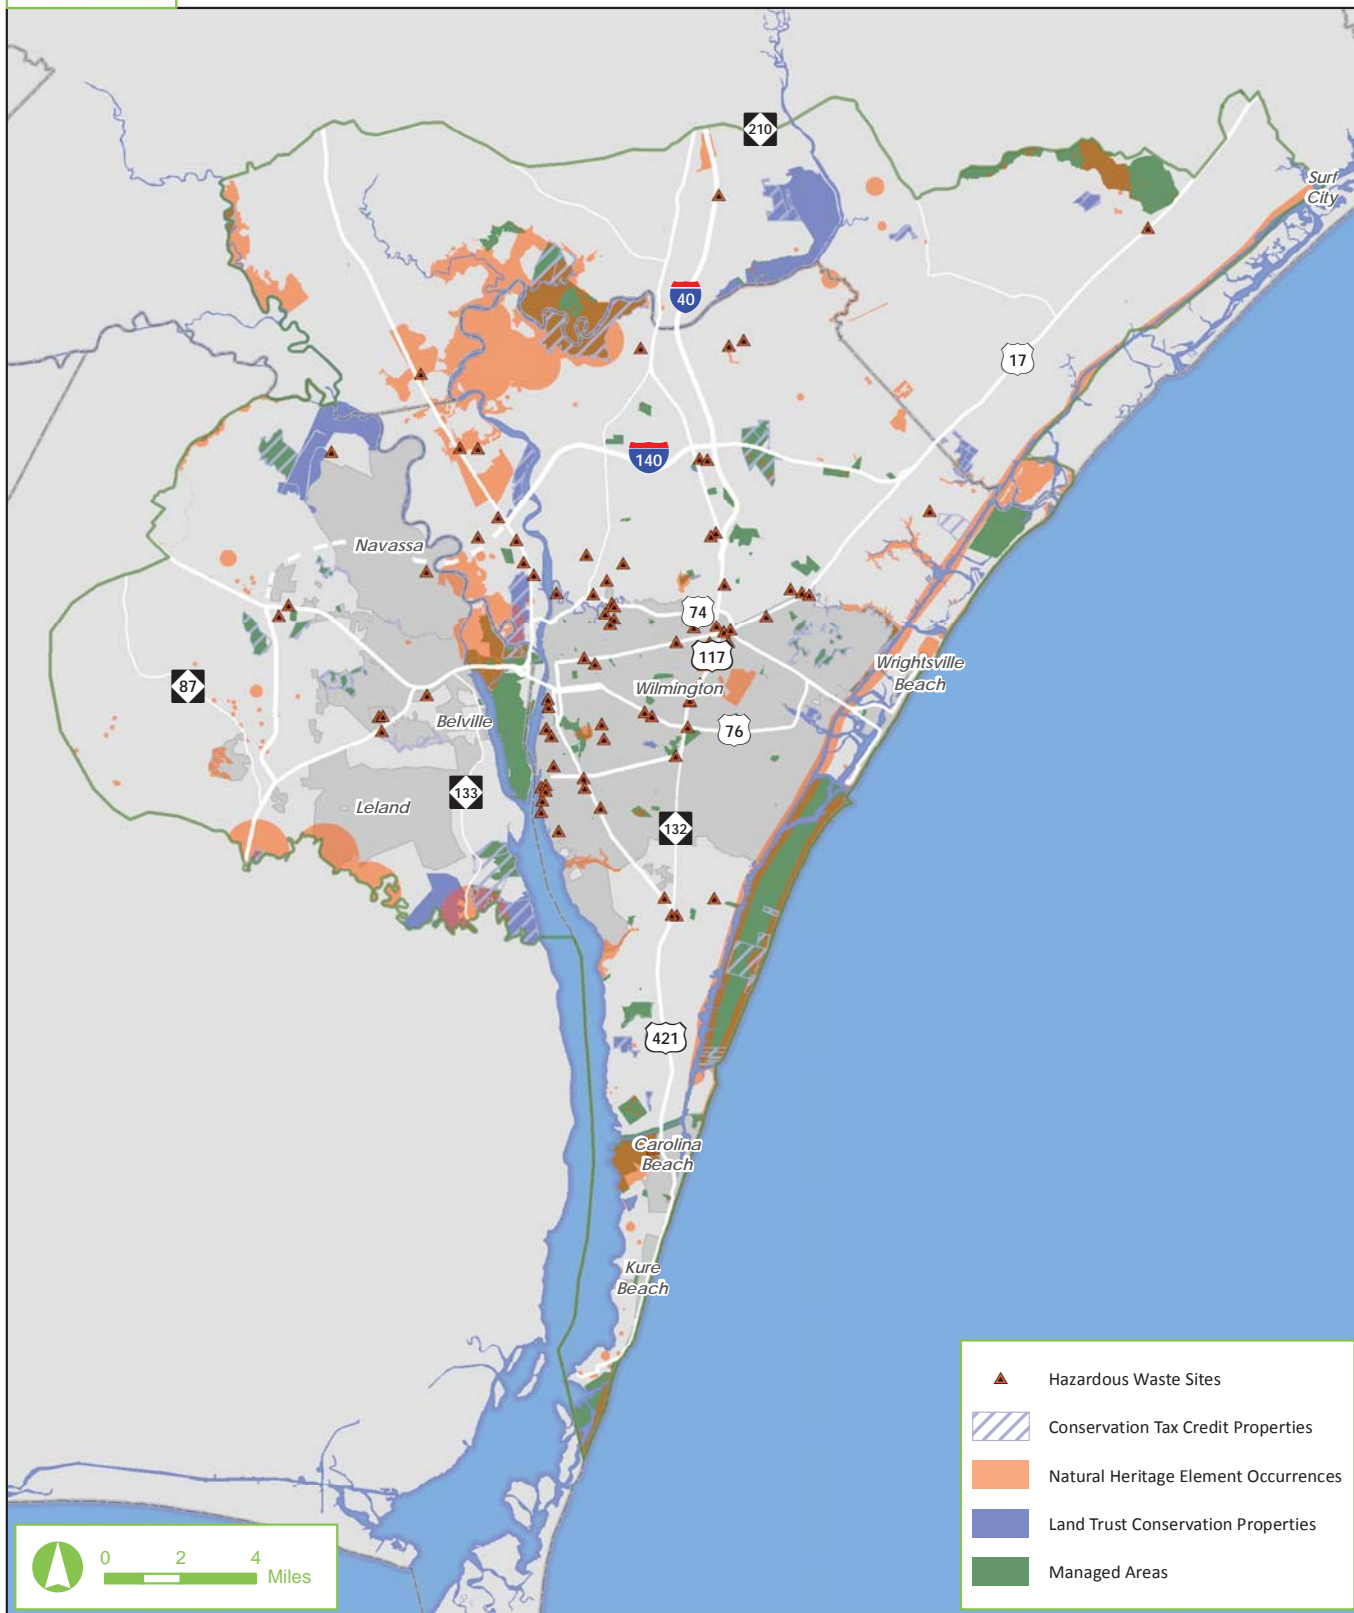 210
Surf
City
40
17
140
Navassa
74
117
Wrightsville
Beach
87
Wilmington
Belville
76
133
Leland
132
421
Carolina
Beach
Kure
Beach
Hazardous Waste Sites
Conservation Tax Credit Properties
Natural Heritage Element Occurrences
Land Trust Conservation Properties
Managed Areas
0 2 4
Miles